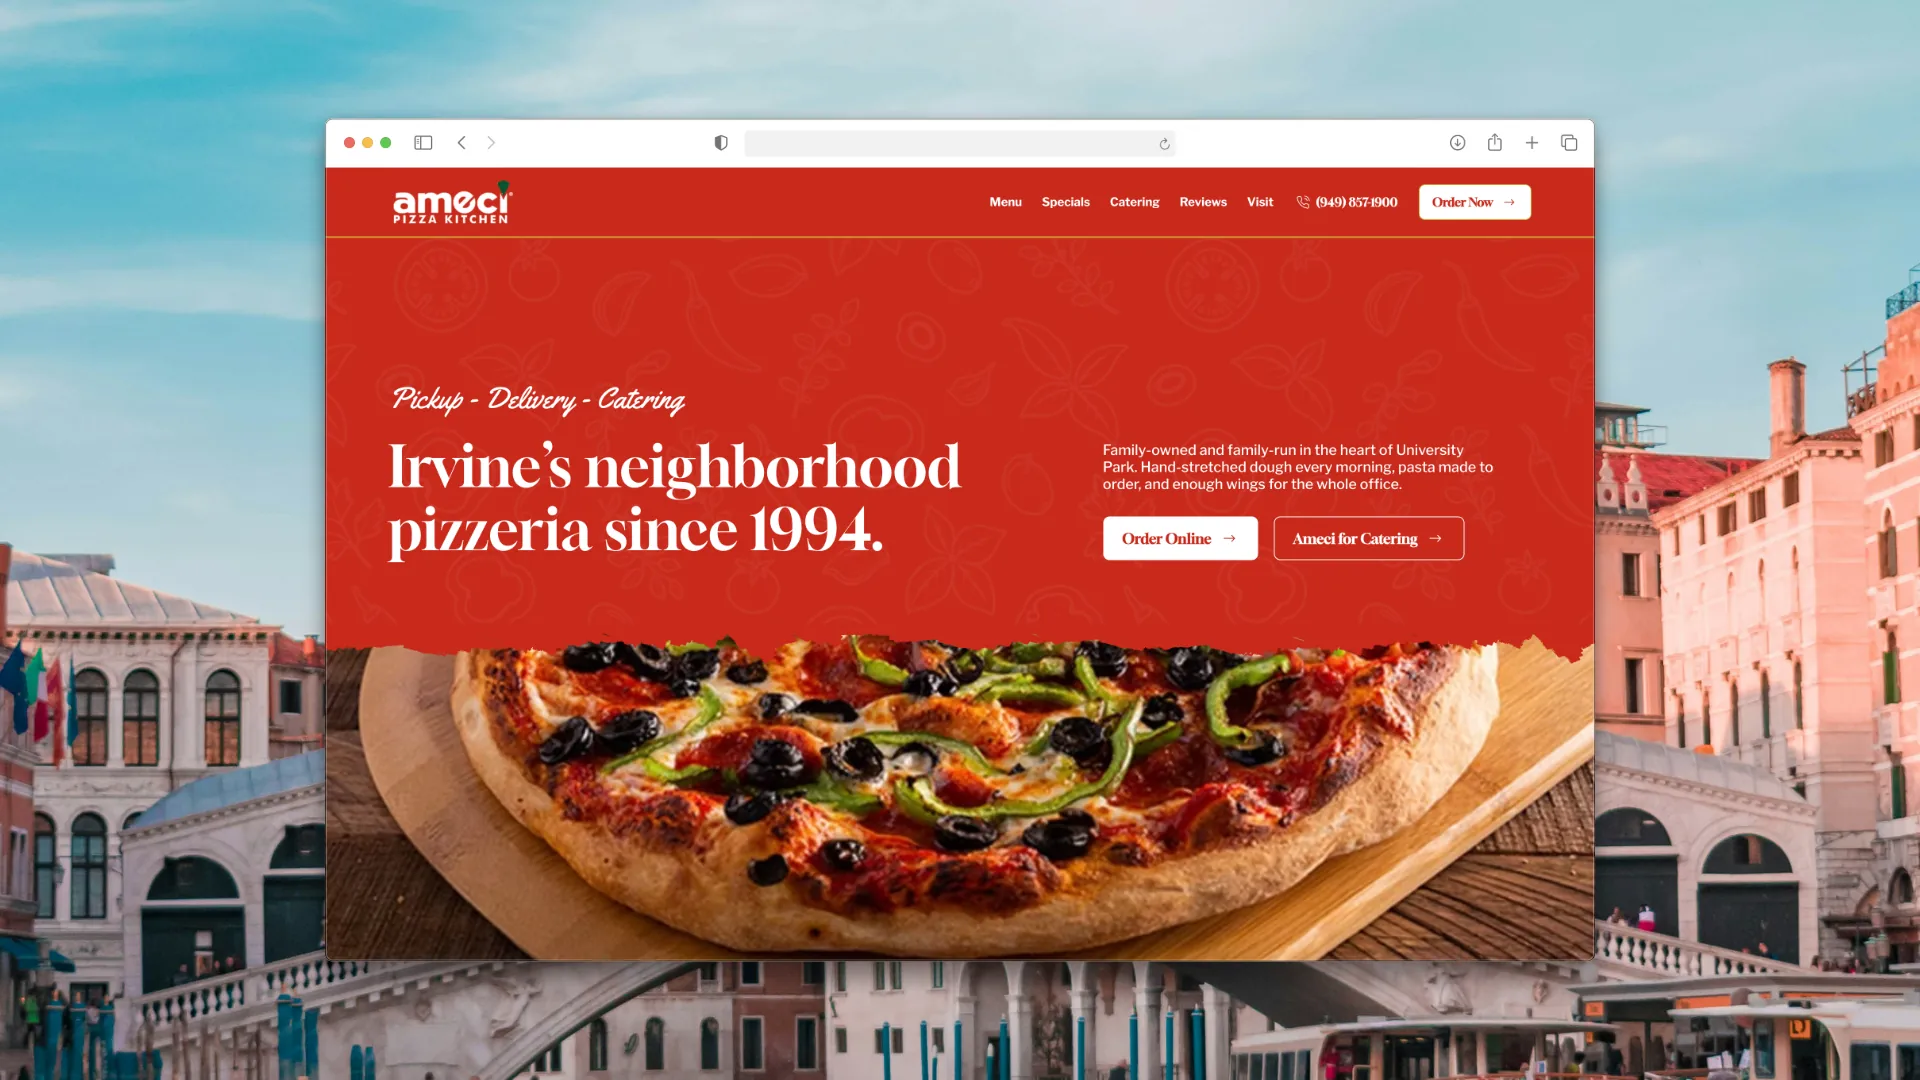 ameci
PIZZA KITCHEN
Menu Specials Catering Reviews Visit (949) 857-1900 Order Now →
Pickup - Delivery - Catering
Irvine’s neighborhood
pizzeria since 1994.
Family-owned and family-run in the heart of University
Park. Hand-stretched dough every morning, pasta made to
order, and enough wings for the whole office.
Order Online →
Ameci for Catering →